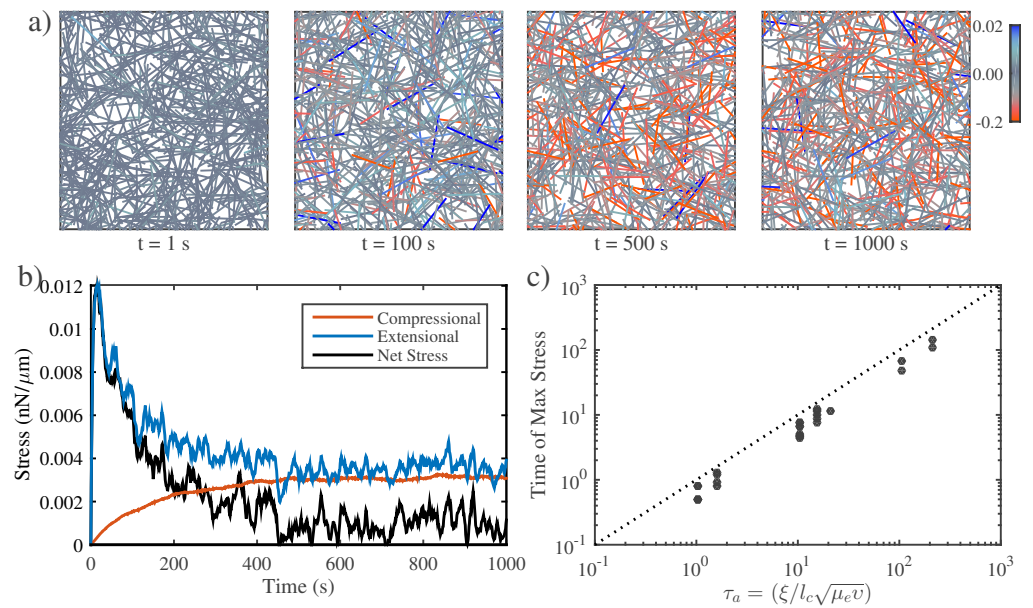 a)
0.02
0.00
-0.2
t = 1 s
t = 100 s
t = 500 s
t = 1000 s
b)
0.012
0.01
0.008
0.006
0.004
0.002
0
Stress (nN/μm)
Compressional
Extensional
Net Stress
0 200 400 600 800 1000
Time (s)
c)
10³
10²
10¹
10⁰
10⁻¹
Time of Max Stress
10⁻¹ 10⁰ 10¹ 10² 10³
τₐ = (ξ/l_c√μₑυ)